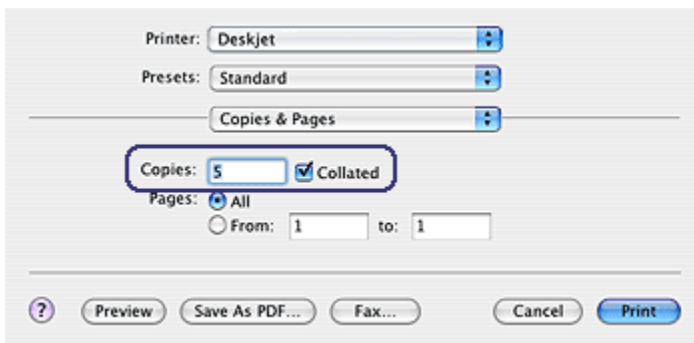 Printer: Deskjet
Presets: Standard
Copies & Pages
Copies: 5 Collated
Pages: All
From: 1 to: 1
? Preview Save As PDF... Fax... Cancel Print